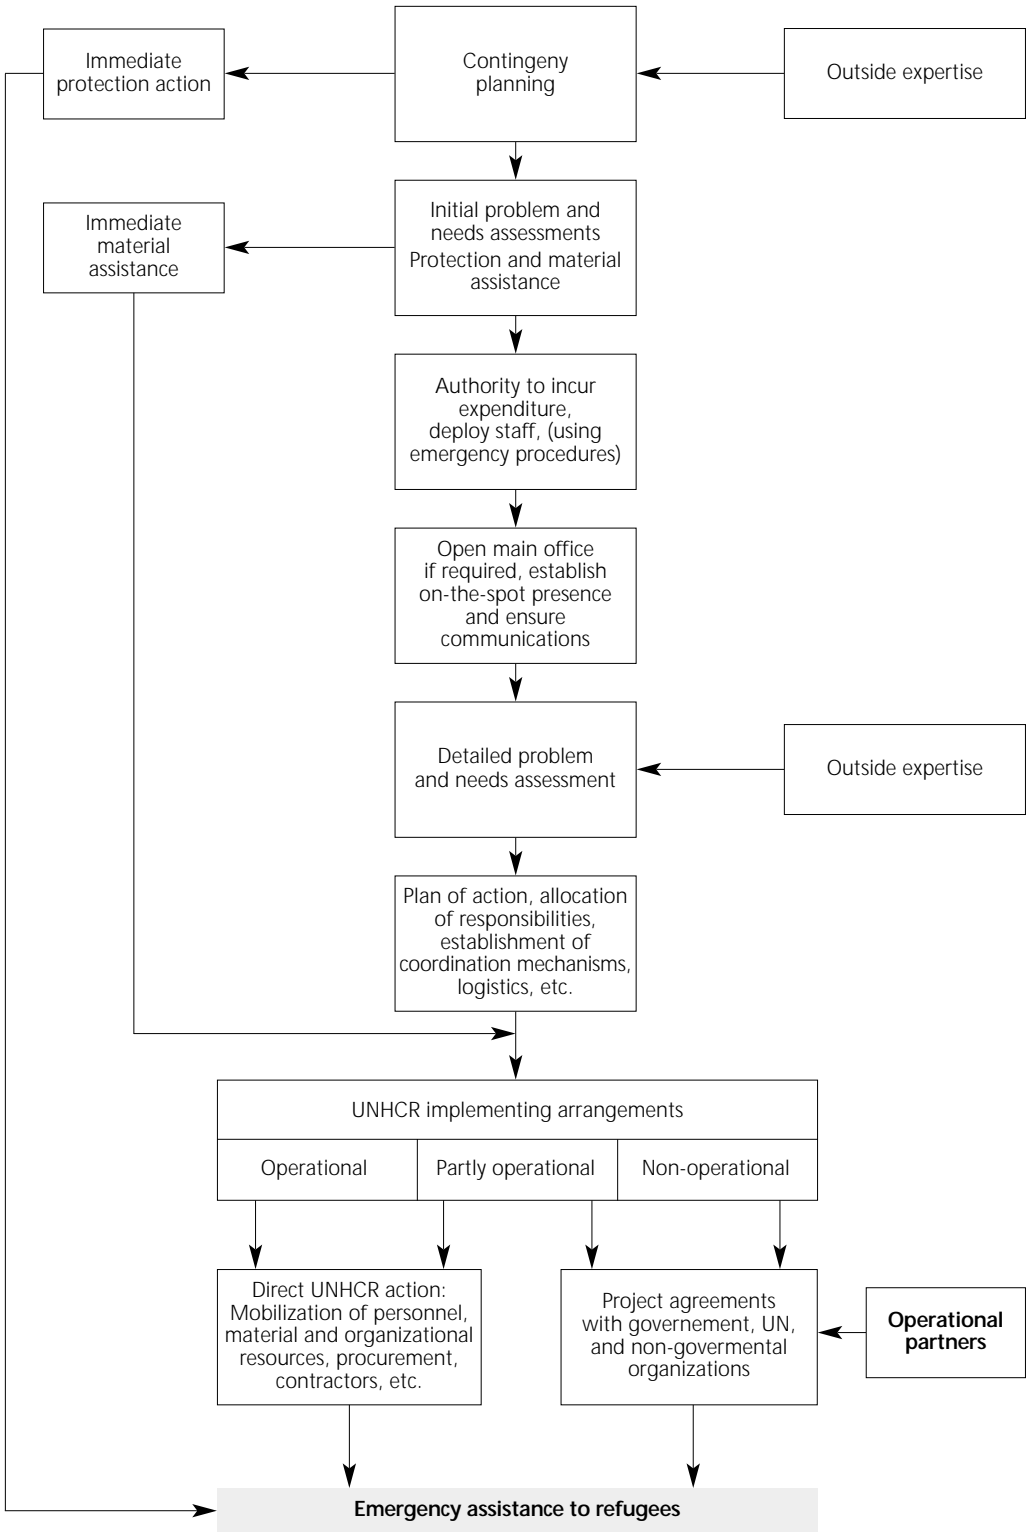 Immediate
protection action
Contingeny
planning
Outside expertise
Immediate
material
assistance
Initial problem and
needs assessments
Protection and material
assistance
Authority to incur
expenditure,
deploy staff, (using
emergency procedures)
Open main office
if required, establish
on-the-spot presence
and ensure
communications
Detailed problem
and needs assessment
Outside expertise
Plan of action, allocation
of responsibilities,
establishment of
coordination mechanisms,
logistics, etc.
UNHCR implementing arrangements
Operational
Partly operational
Non-operational
Direct UNHCR action:
Mobilization of personnel,
material and organizational
resources, procurement,
contractors, etc.
Project agreements
with governement, UN,
and non-govermental
organizations
Operational
partners
Emergency assistance to refugees